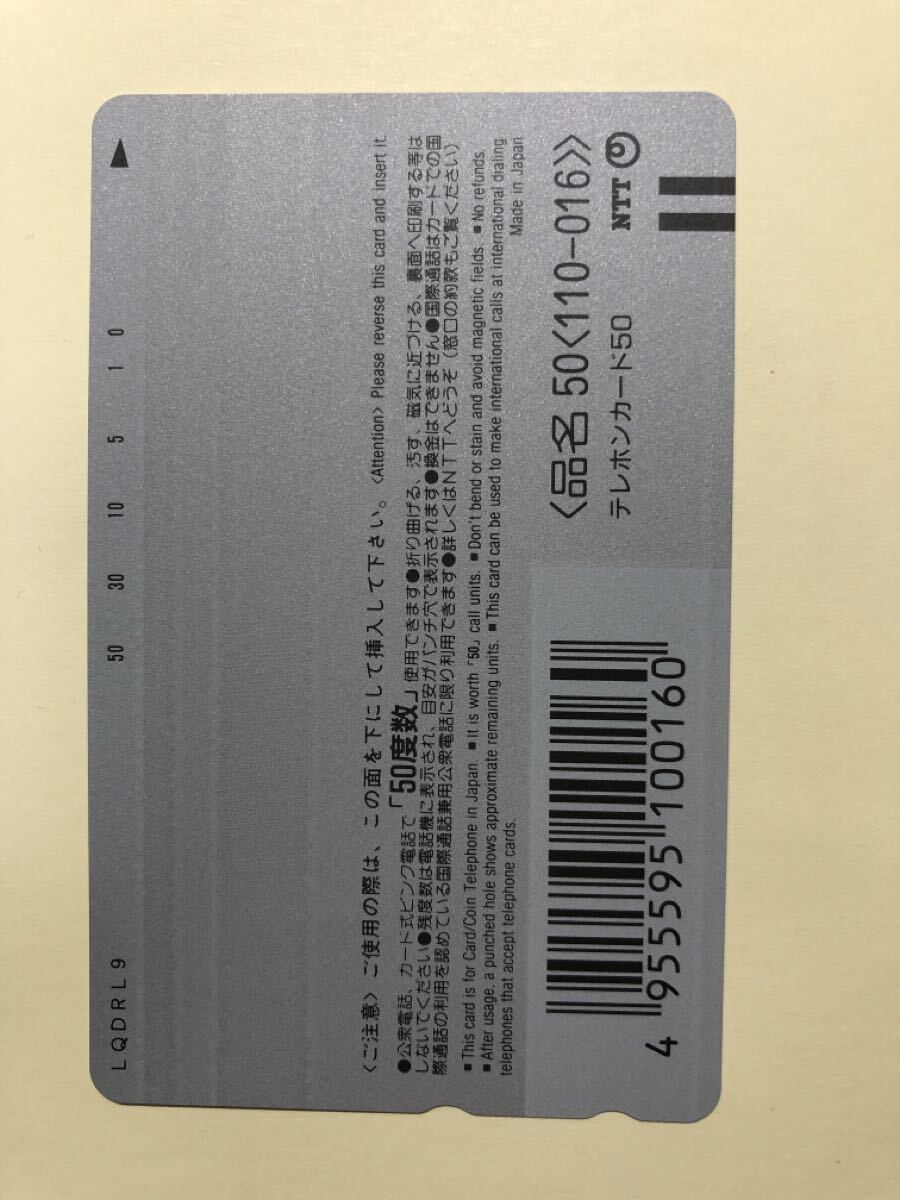 LQDRL9 50 30 10 5 1 0
〈ご注意〉ご使用の際は、この面を下にして挿入して下さい。〈Attention〉Please reverse this card and insert it.
●公衆電話、カード式ピンク電話で「50度数」使用できます●折り曲げる、汚す、磁気に近づける、裏面へ印刷する等は
しないでください●残度数は電話機に表示され、目安がパンチ穴で表示されます●換金はできません●国際通話はカードでの国
際通話の利用を認めている国際通話兼用公衆電話に限り利用できます●詳しくはNTTへどうぞ（窓口の約款もご覧ください）
■This card is for Card/Coin Telephone in Japan. ■It is worth「50」call units. ■Don't bend or stain and avoid magnetic fields. ■No refunds.
■After usage, a punched hole shows approximate remaining units. ■This card can be used to make international calls at international dialing
telephones that accept telephone cards. Made in Japan
〈品名 50〈110-016〉〉
テレホンカード50 NTT
4 955595 100160